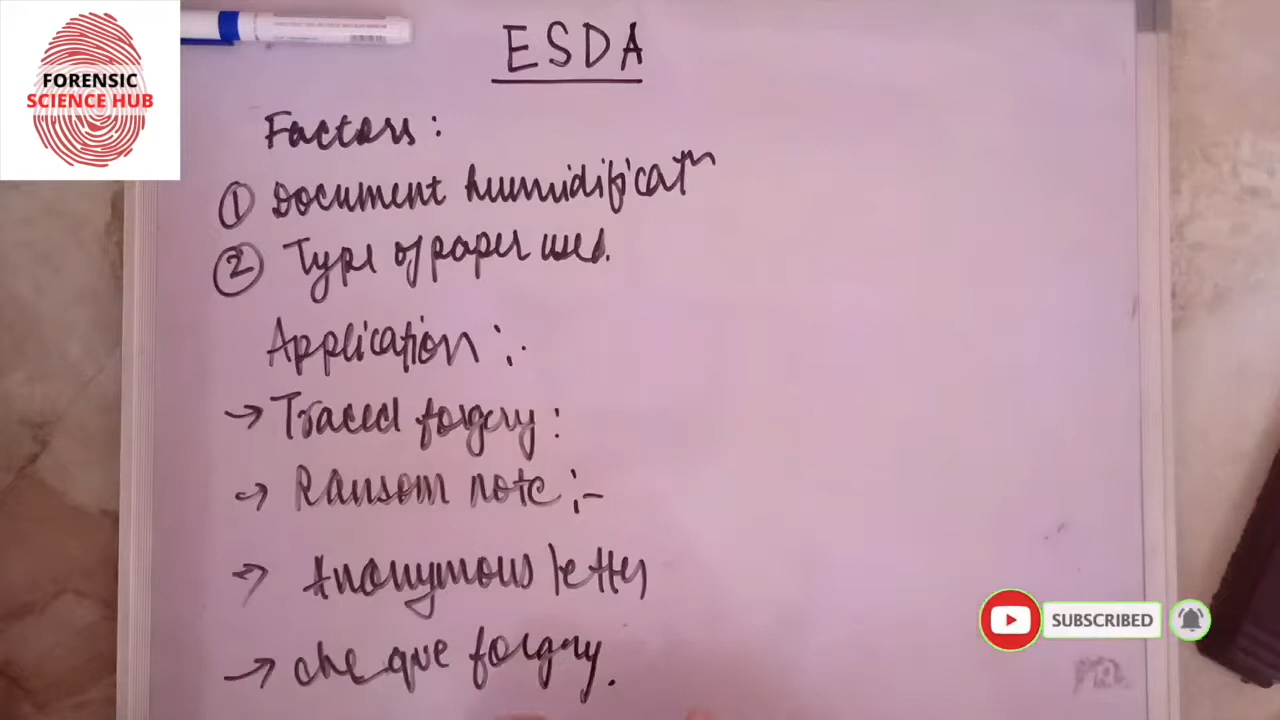 FORENSIC
SCIENCE HUB
ESDA
Factors:
① Document humidificatn
② Type of paper used.
Application:-
→ Traced forgery:
→ Ransom note:-
→ Anonymous letter
→ cheque forgery.
SUBSCRIBED